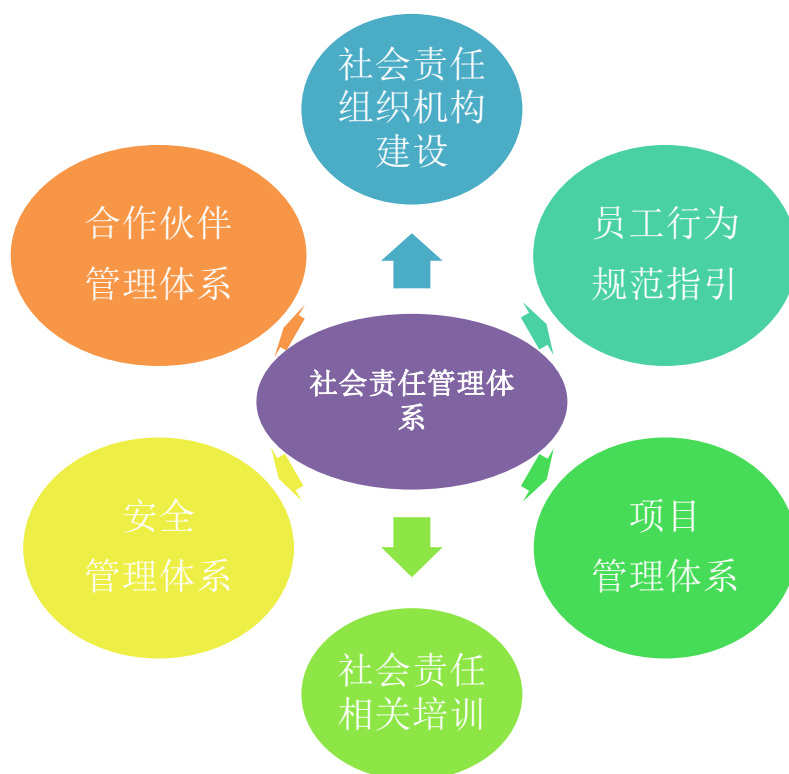 社会责任
组织机构
建设
合作伙伴
管理体系
员工行为
规范指引
社会责任管理体
系
安全
管理体系
项目
管理体系
社会责任
相关培训